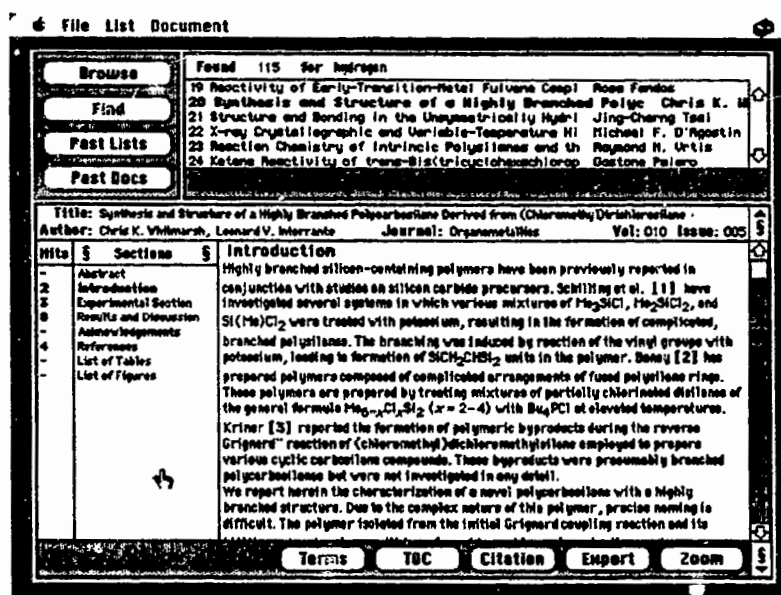 File List Document
Browse
Find
Past Lists
Past Docs
Found 115 for hydrogen
19 Reactivity of Early-Transition-Metal Fulvene Compl Rosa Fandos
20 Synthesis and Structure of a Highly Branched Polyc Chris K. W
21 Structure and Bonding in the Unsymmetrically Hydri Jing-Cherng Tsai
22 X-ray Crystallographic and Variable-Temperature Hi Michael F. D'Agostin
23 Reaction Chemistry of Intrinsic Polysilanes and th Raymond H.
24 Ketene Reactivity of trans-Bis(tricyclohexa Gastone
Title: Synthesis and Structure of a Highly Branched Polycarbosilane Derived from (Chloromethyl)trichlorosilane
Author: Chris K. Whitmarsh, Leonard V. Interrante Journal: Organometallics Vol: 010 Issue: 005
Hits § Sections §
- Abstract
2 Introduction
3 Experimental Section
8 Results and Discussion
- Acknowledgements
4 References
- List of Tables
- List of Figures
Introduction
Highly branched silicon-containing polymers have been previously reported in
conjunction with studies on silicon carbide precursors. Schilling et al. [1] have
investigated several systems in which various mixtures of Me₃SiCl, Me₂SiCl₂, and
Si(Me)Cl₂ were treated with potassium, resulting in the formation of complicated,
branched polysilanes. The branching was induced by reaction of the vinyl groups with
potassium, leading to formation of SiCH₂CHSi₂ units in the polymer. Baney [2] has
prepared polymers composed of complicated arrangements of fused polysilane rings.
These polymers are prepared by treating mixtures of partially chlorinated disilanes of
the general formula Me₆₋ₓClₓSi₂ (x = 2-4) with Bu₄PCl at elevated temperatures.
Kriner [3] reported the formation of polymeric byproducts during the reverse
Grignard" reaction of (chloromethyl)dichloromethylsilane employed to prepare
various cyclic carbosilane compounds. These byproducts were presumably branched
polycarbosilanes but were not investigated in any detail.
We report herein the characterization of a novel polycarbosilane with a highly
branched structure. Due to the complex nature of this polymer, precise naming is
difficult. The polymer isolated from the initial Grignard coupling reaction and its
Terms TOC Citation Export Zoom